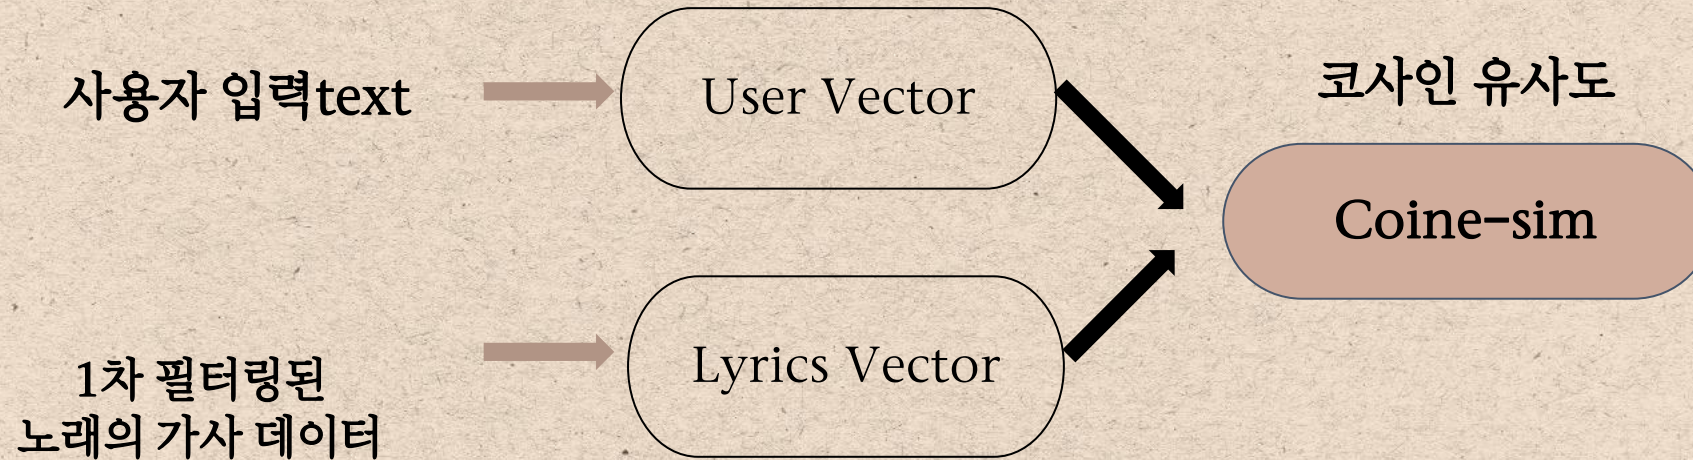 사용자 입력text
User Vector
코사인 유사도
Coine-sim
Lyrics Vector
1차 필터링된
노래의 가사 데이터